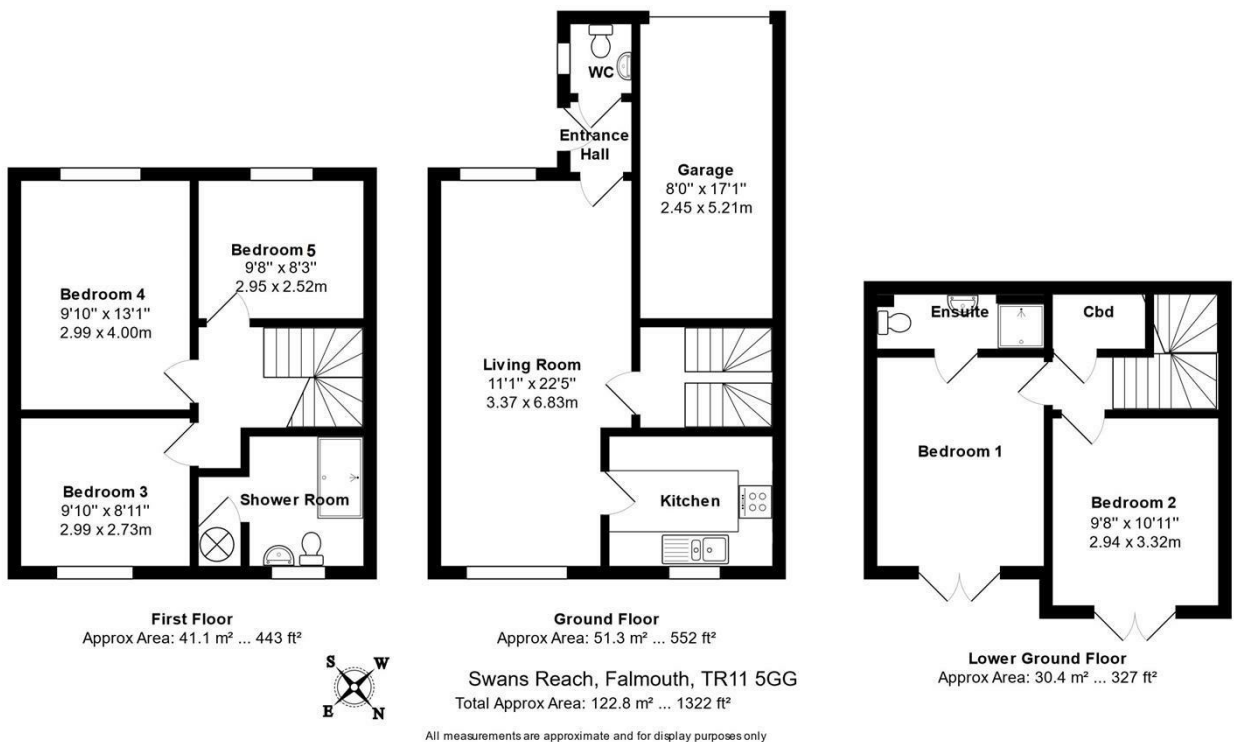 Bedroom 4
9'10" x 13'1"
2.99 x 4.00m
Bedroom 5
9'8" x 8'3"
2.95 x 2.52m
Bedroom 3
9'10" x 8'11"
2.99 x 2.73m
Shower Room
First Floor
Approx Area: 41.1 m² ... 443 ft²
WC
Entrance
Hall
Garage
8'0" x 17'1"
2.45 x 5.21m
Living Room
11'1" x 22'5"
3.37 x 6.83m
Kitchen
Ground Floor
Approx Area: 51.3 m² ... 552 ft²
Ensuite
Cbd
Bedroom 1
Bedroom 2
9'8" x 10'11"
2.94 x 3.32m
Lower Ground Floor
Approx Area: 30.4 m² ... 327 ft²
S W
E N
Swans Reach, Falmouth, TR11 5GG
Total Approx Area: 122.8 m² ... 1322 ft²
All measurements are approximate and for display purposes only